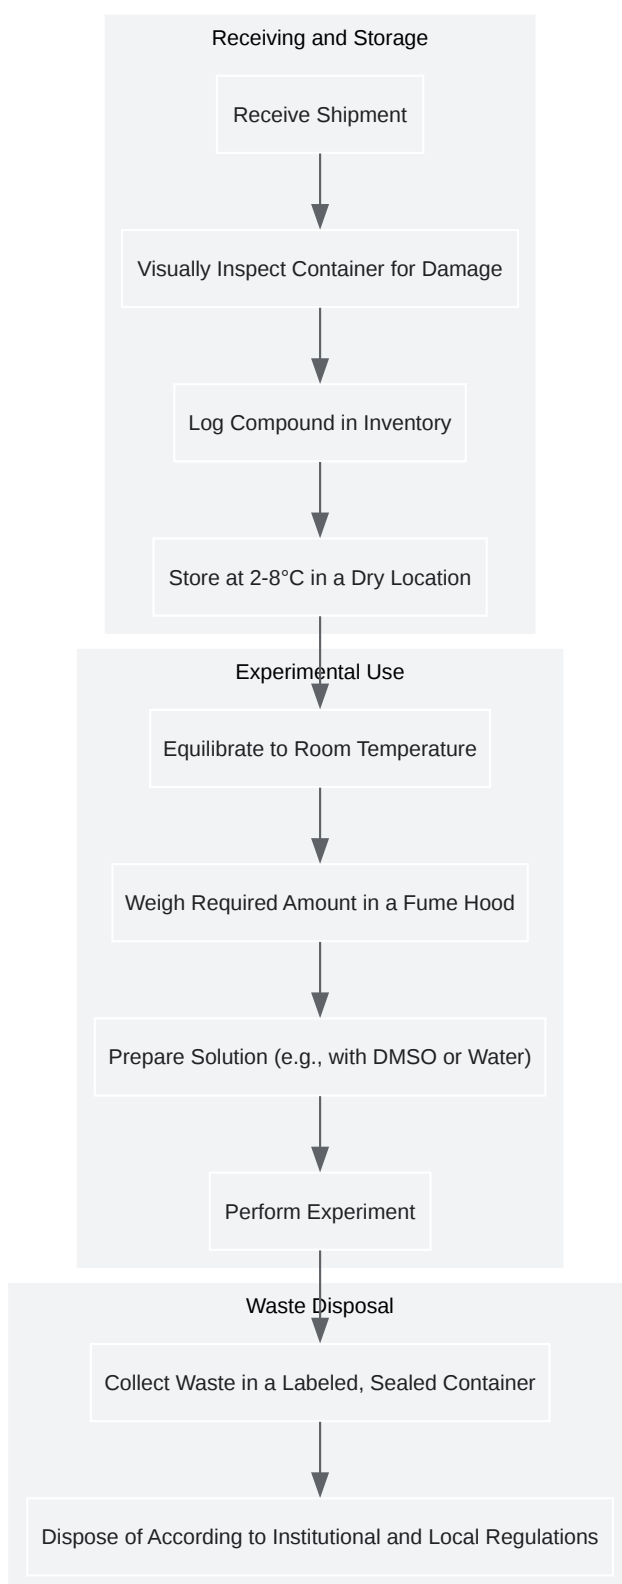 Receiving and Storage
Receive Shipment
Visually Inspect Container for Damage
Log Compound in Inventory
Store at 2-8°C in a Dry Location
Experimental Use
Equilibrate to Room Temperature
Weigh Required Amount in a Fume Hood
Prepare Solution (e.g., with DMSO or Water)
Perform Experiment
Waste Disposal
Collect Waste in a Labeled, Sealed Container
Dispose of According to Institutional and Local Regulations